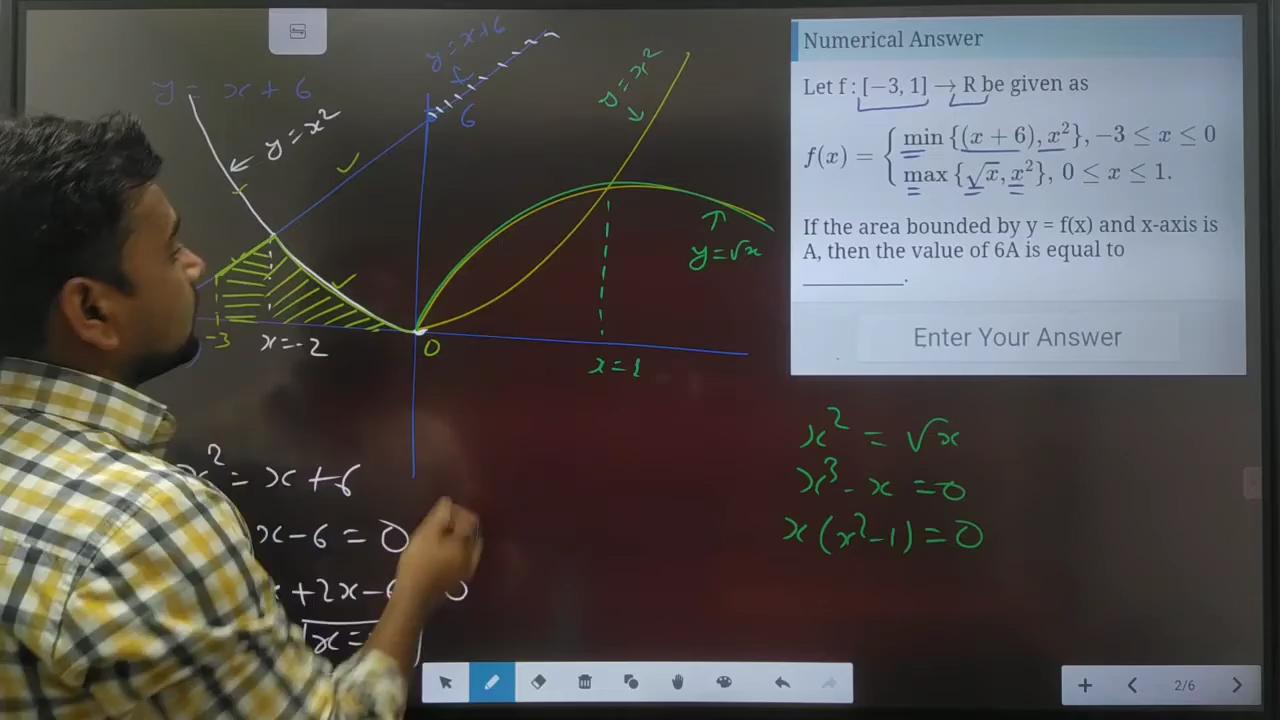 y = x + 6
y = x²
y = x+6
6
y = x²
y = √x
-3
x = -2
0
x = 1
x² = x + 6
x - 6 = 0
+ 2x - 6
x =
Numerical Answer
Let f : [−3, 1] → R be given as
f(x) = { min {(x + 6), x²}, −3 ≤ x ≤ 0
max {√x, x²}, 0 ≤ x ≤ 1.
If the area bounded by y = f(x) and x-axis is
A, then the value of 6A is equal to
__________.
Enter Your Answer
x² = √x
x³ - x = 0
x (x² - 1) = 0
2/6